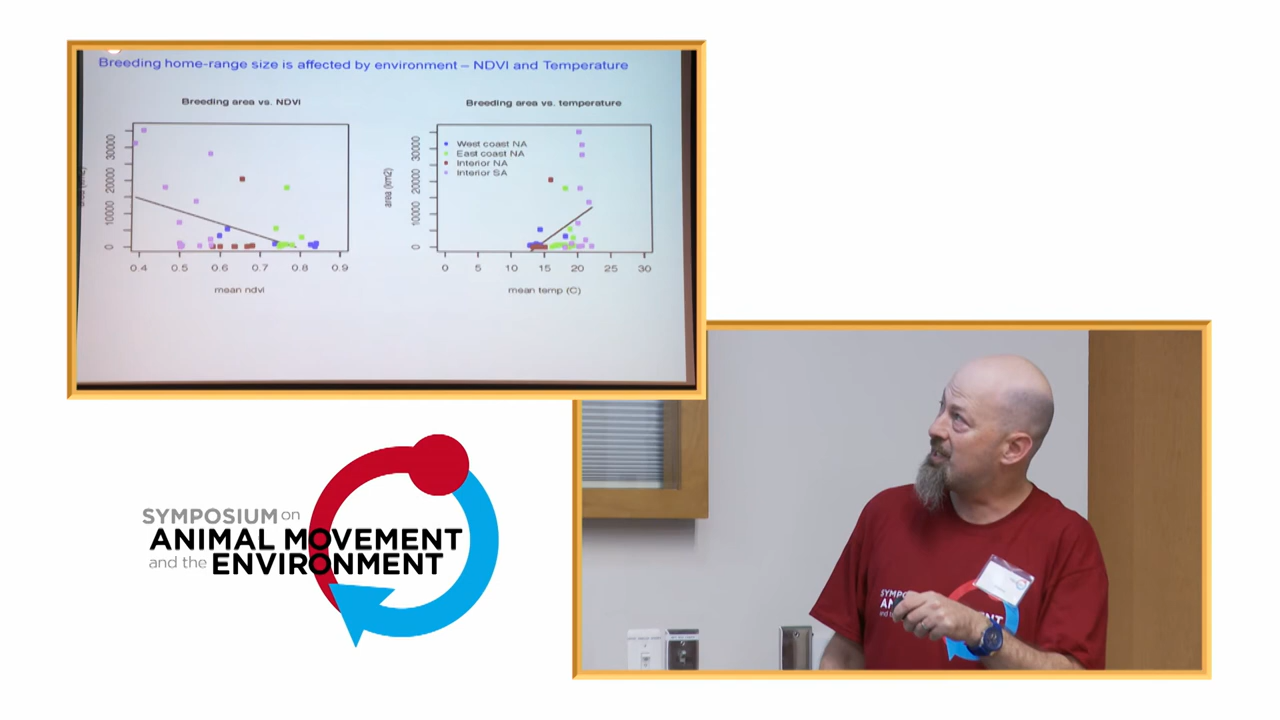 Breeding home-range size is affected by environment – NDVI and Temperature
Breeding area vs. NDVI
30000
20000
10000
0
0.4 0.5 0.6 0.7 0.8 0.9
mean ndvi
Breeding area vs. temperature
area (km2)
30000
20000
10000
0
West coast NA
East coast NA
Interior NA
Interior SA
0 5 10 15 20 25 30
mean temp (C)
SYMPOSIUM on
ANIMAL MOVEMENT
and the ENVIRONMENT